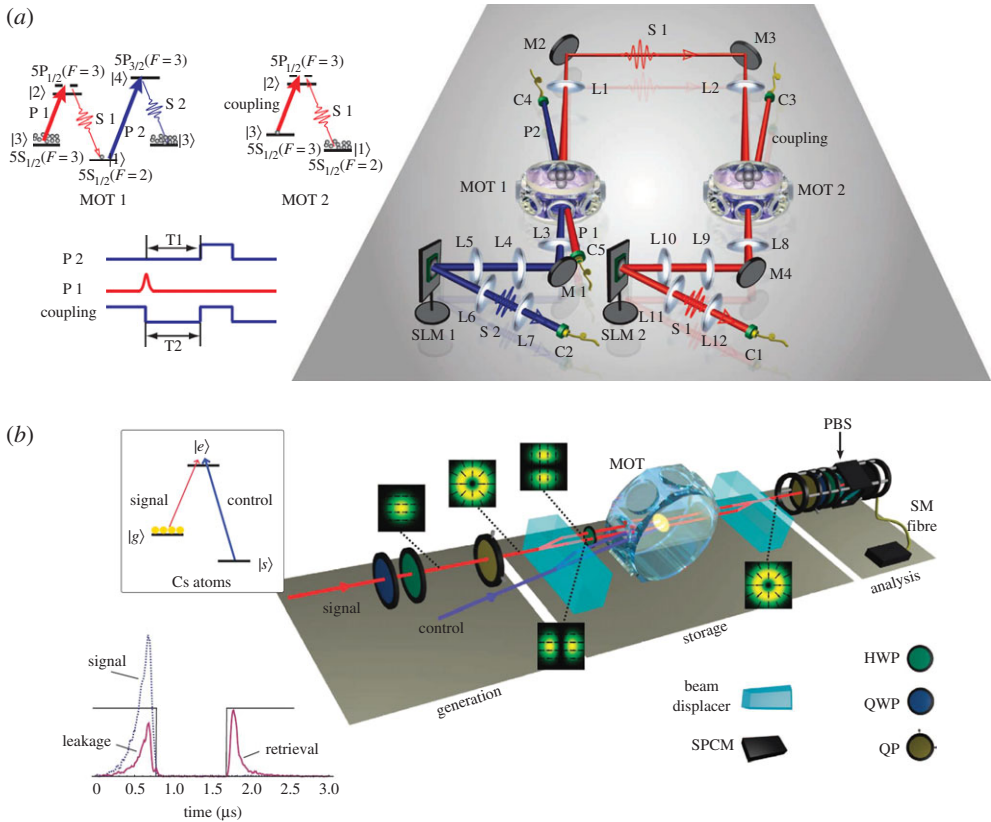 (a)
5P1/2(F = 3)
5P3/2(F = 3)
|4⟩
|2⟩
P 1
S 1
P 2
S 2
|3⟩
5S1/2(F = 3)
|1⟩
5S1/2(F = 2)
|3⟩
5S1/2(F = 3)
MOT 1
5P1/2(F = 3)
|2⟩
coupling
S 1
|3⟩
5S1/2(F = 3)
|1⟩
5S1/2(F = 2)
MOT 2
T1
P 2
P 1
coupling
T2
M2
S 1
M3
L1
L2
C4
C3
P2
coupling
MOT 1
MOT 2
L3
P 1
C5
L5
L4
L10
L9
L8
M 1
M4
SLM 1
L6
S 2
L7
C2
SLM 2
L11
S 1
L12
C1
(b)
|e⟩
signal
control
|g⟩
|s⟩
Cs atoms
MOT
PBS
SM
fibre
signal
control
generation
storage
analysis
signal
leakage
retrieval
0 0.5 1.0 1.5 2.0 2.5 3.0
time (µs)
beam
displacer
SPCM
HWP
QWP
QP